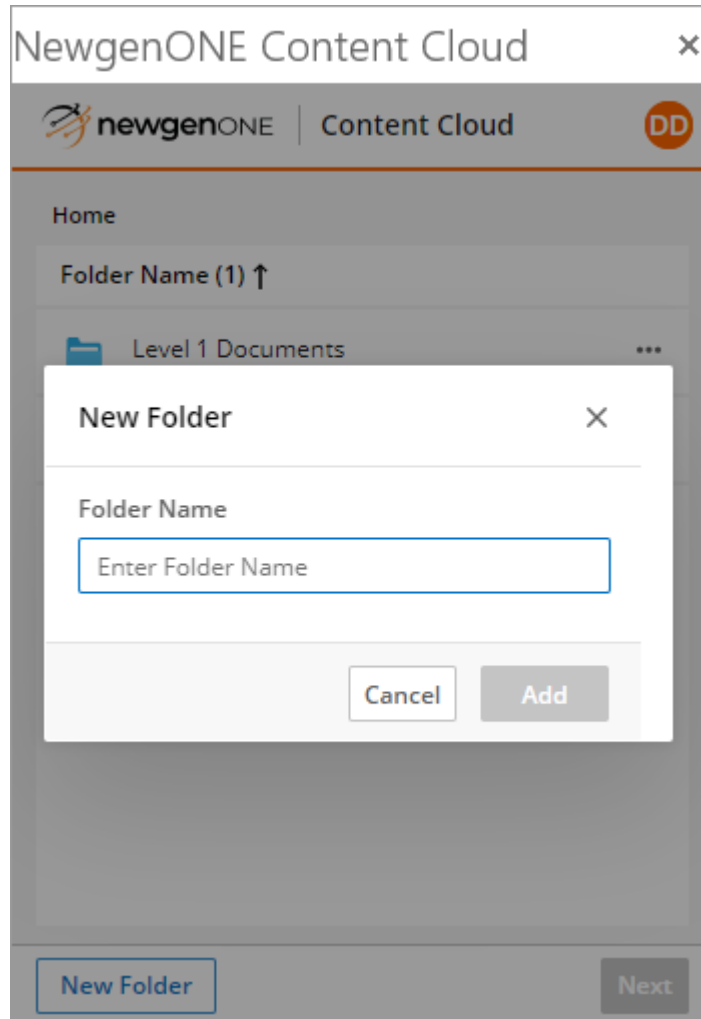 NewgenONE Content Cloud ×
newgenONE | Content Cloud DD
Home
Folder Name (1) ↑
Level 1 Documents ...
New Folder ×
Folder Name
Enter Folder Name
Cancel Add
New Folder Next